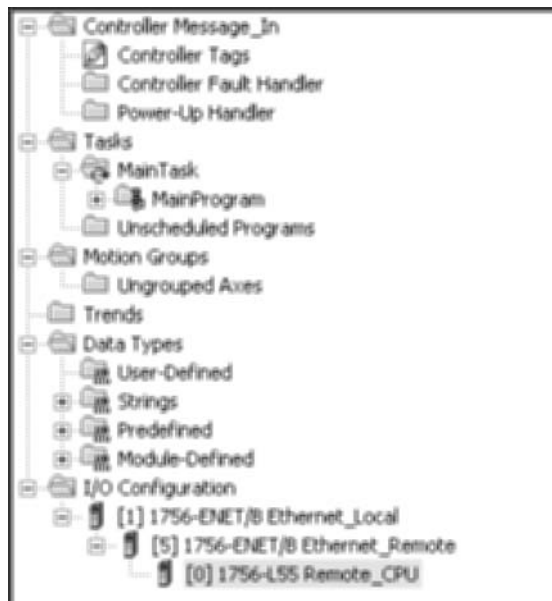 Controller Message_In
Controller Tags
Controller Fault Handler
Power-Up Handler
Tasks
MainTask
MainProgram
Unscheduled Programs
Motion Groups
Ungrouped Axes
Trends
Data Types
User-Defined
Strings
Predefined
Module-Defined
I/O Configuration
[1] 1756-ENET/B Ethernet_Local
[5] 1756-ENET/B Ethernet_Remote
[0] 1756-L55 Remote_CPU